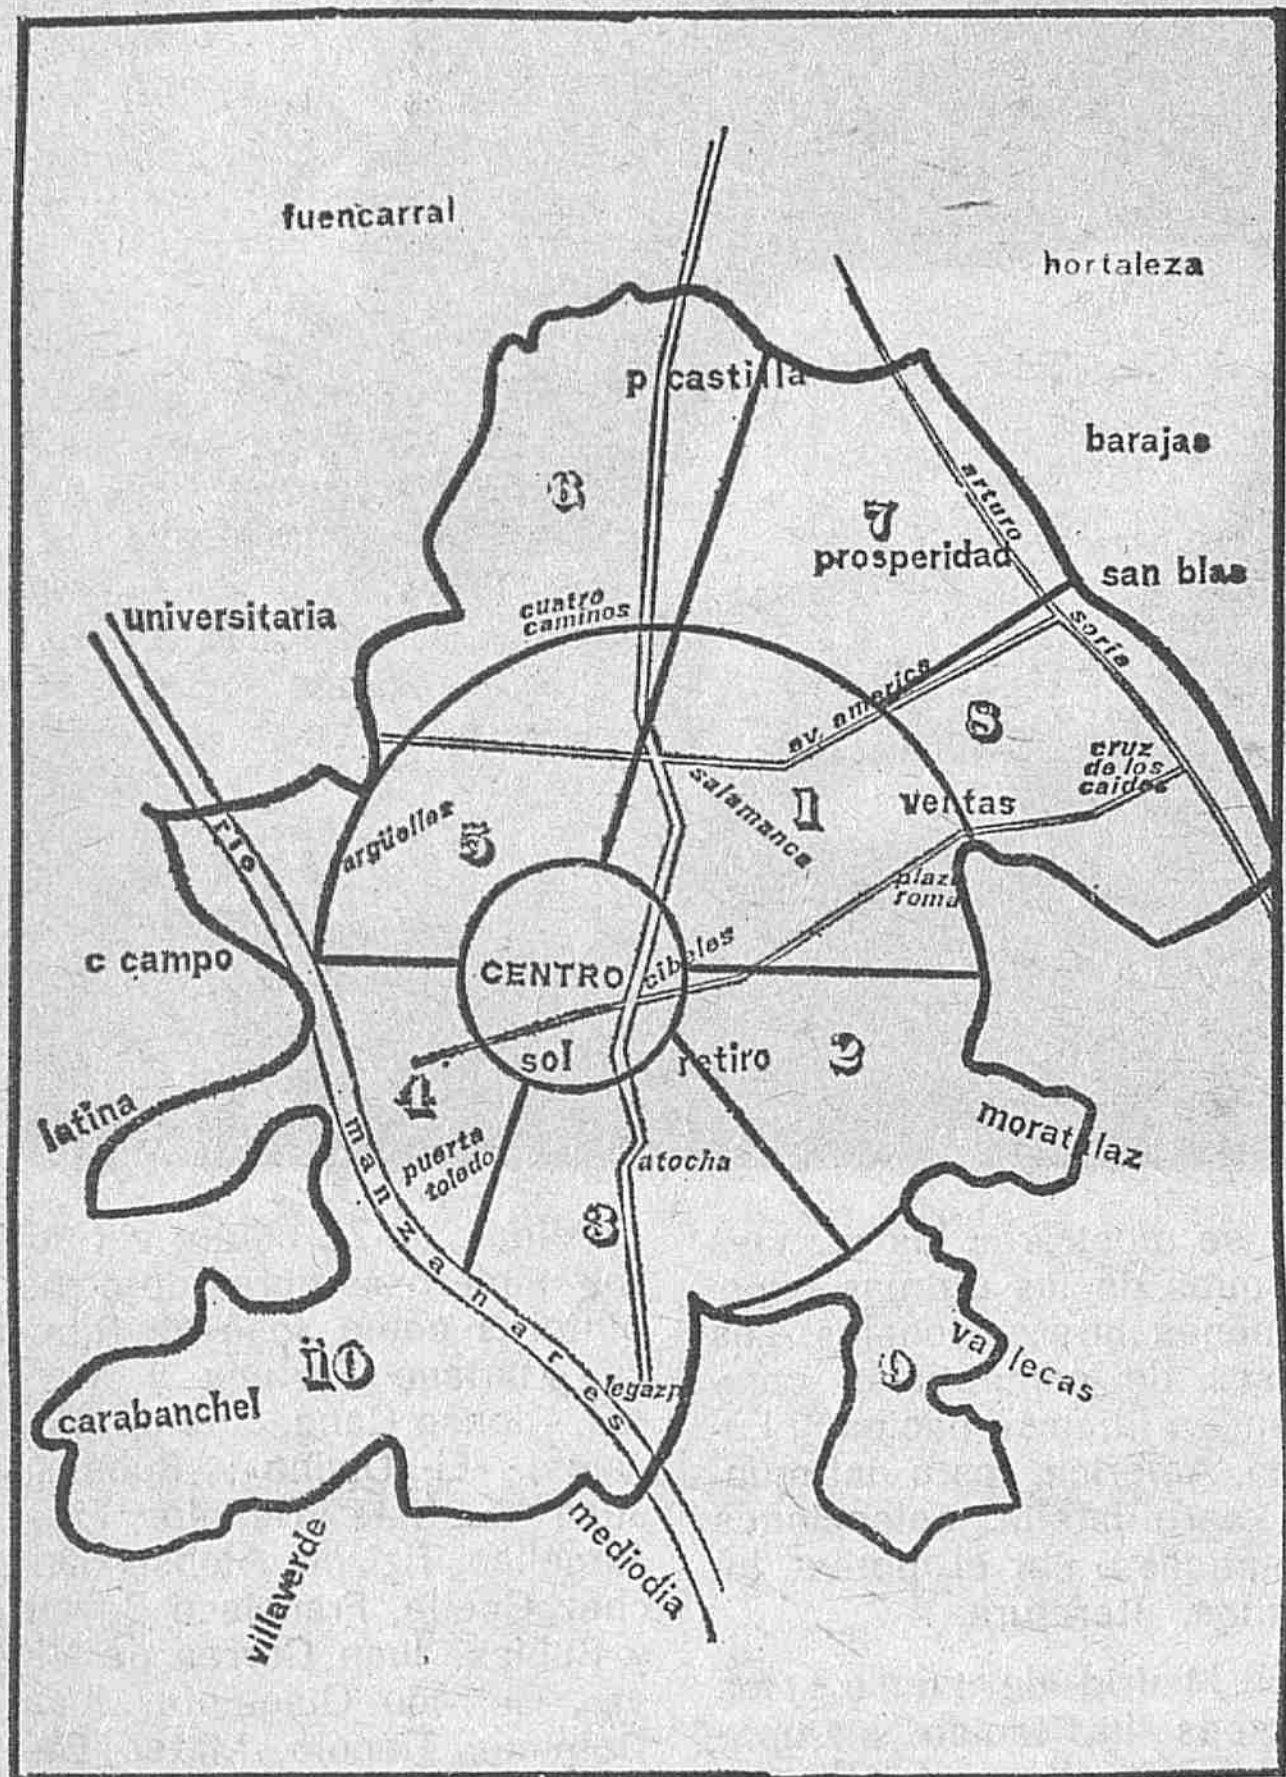 fuencarral
hortaleza
p castilla
barajas
6
7
arturo
prosperidad
san blas
cuatro
caminos
universitaria
soria
av. america
8
cruz
de los
caidos
salamanca
1
ventas
argüelles
5
rio
plaza
roma
c campo
CENTRO
cibeles
sol
retiro
2
4
latina
moratalaz
puerta
toledo
atocha
manzanares
3
vallecas
10
9
legazpi
carabanchel
villaverde
mediodia